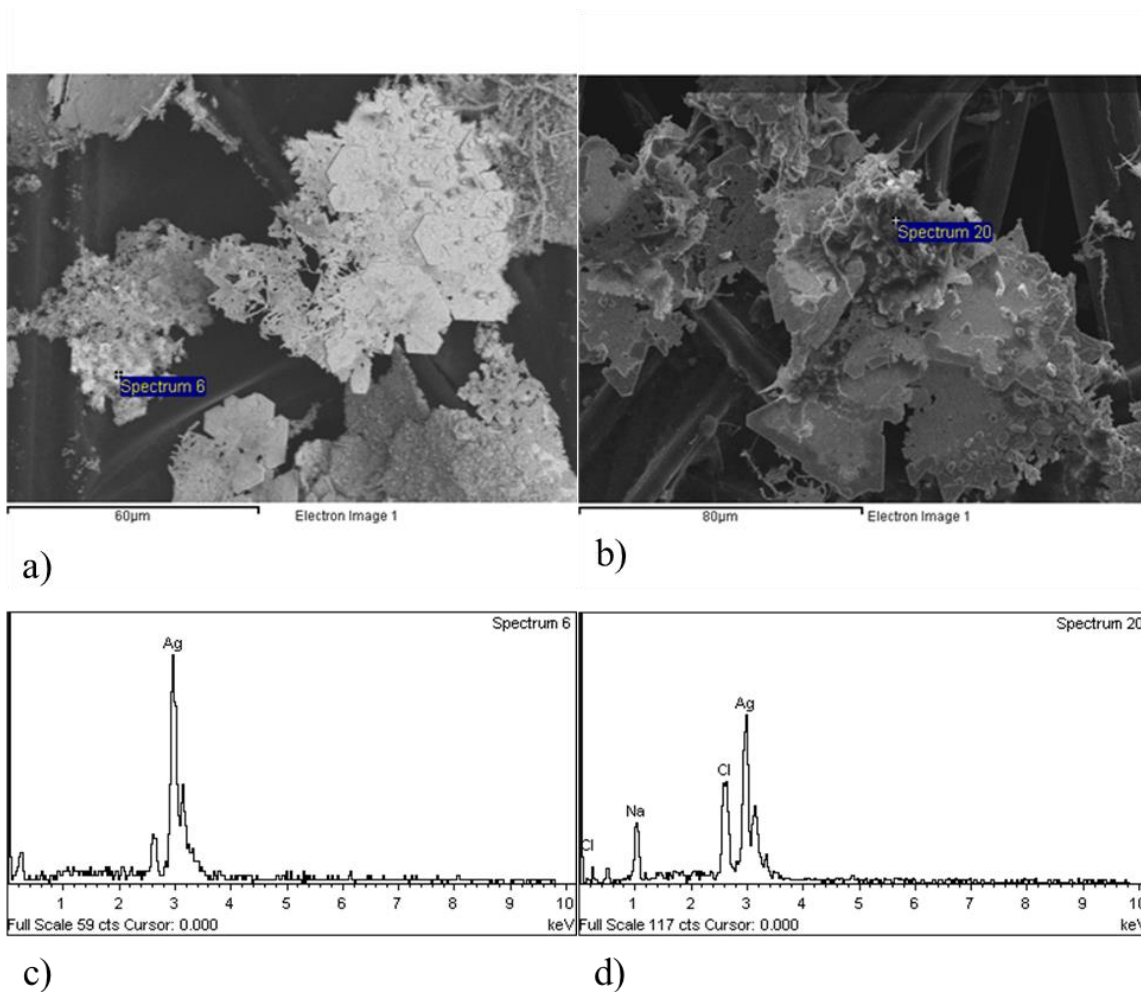 Spectrum 6
Spectrum 20
60µm Electron Image 1
80µm Electron Image 1
a)
b)
Spectrum 6
Ag
1 2 3 4 5 6 7 8 9 10
Full Scale 59 cts Cursor: 0.000 keV
Spectrum 20
Ag
Cl
Na
Cl
1 2 3 4 5 6 7 8 9 10
Full Scale 117 cts Cursor: 0.000 keV
c)
d)